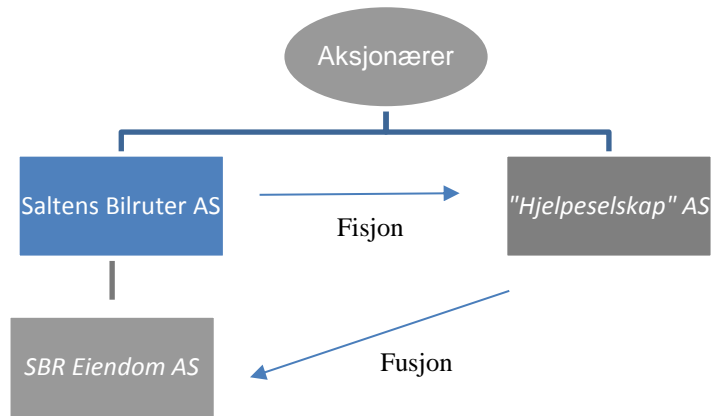 Aksjonærer
Saltens Bilruter AS
"Hjelpeselskap" AS
Fisjon
SBR Eiendom AS
Fusjon